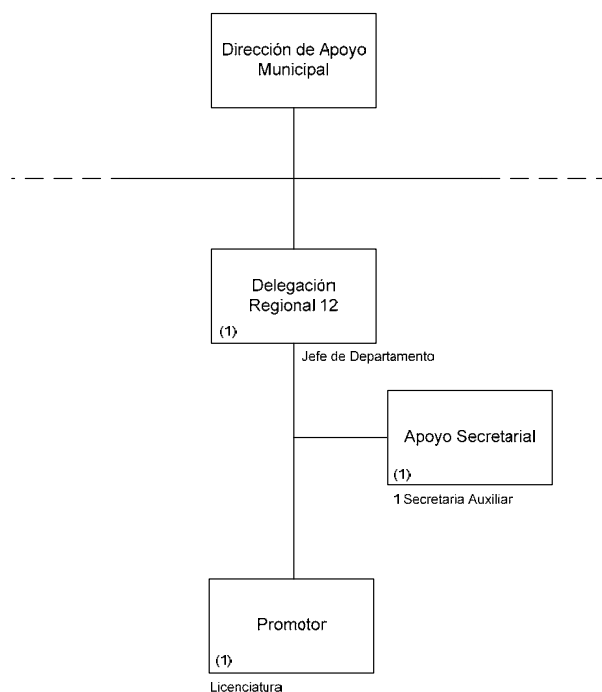 Dirección de Apoyo
Municipal
Delegación
Regional 12
(1)
Jefe de Departamento
Apoyo Secretarial
(1)
1 Secretaria Auxiliar
Promotor
(1)
Licenciatura